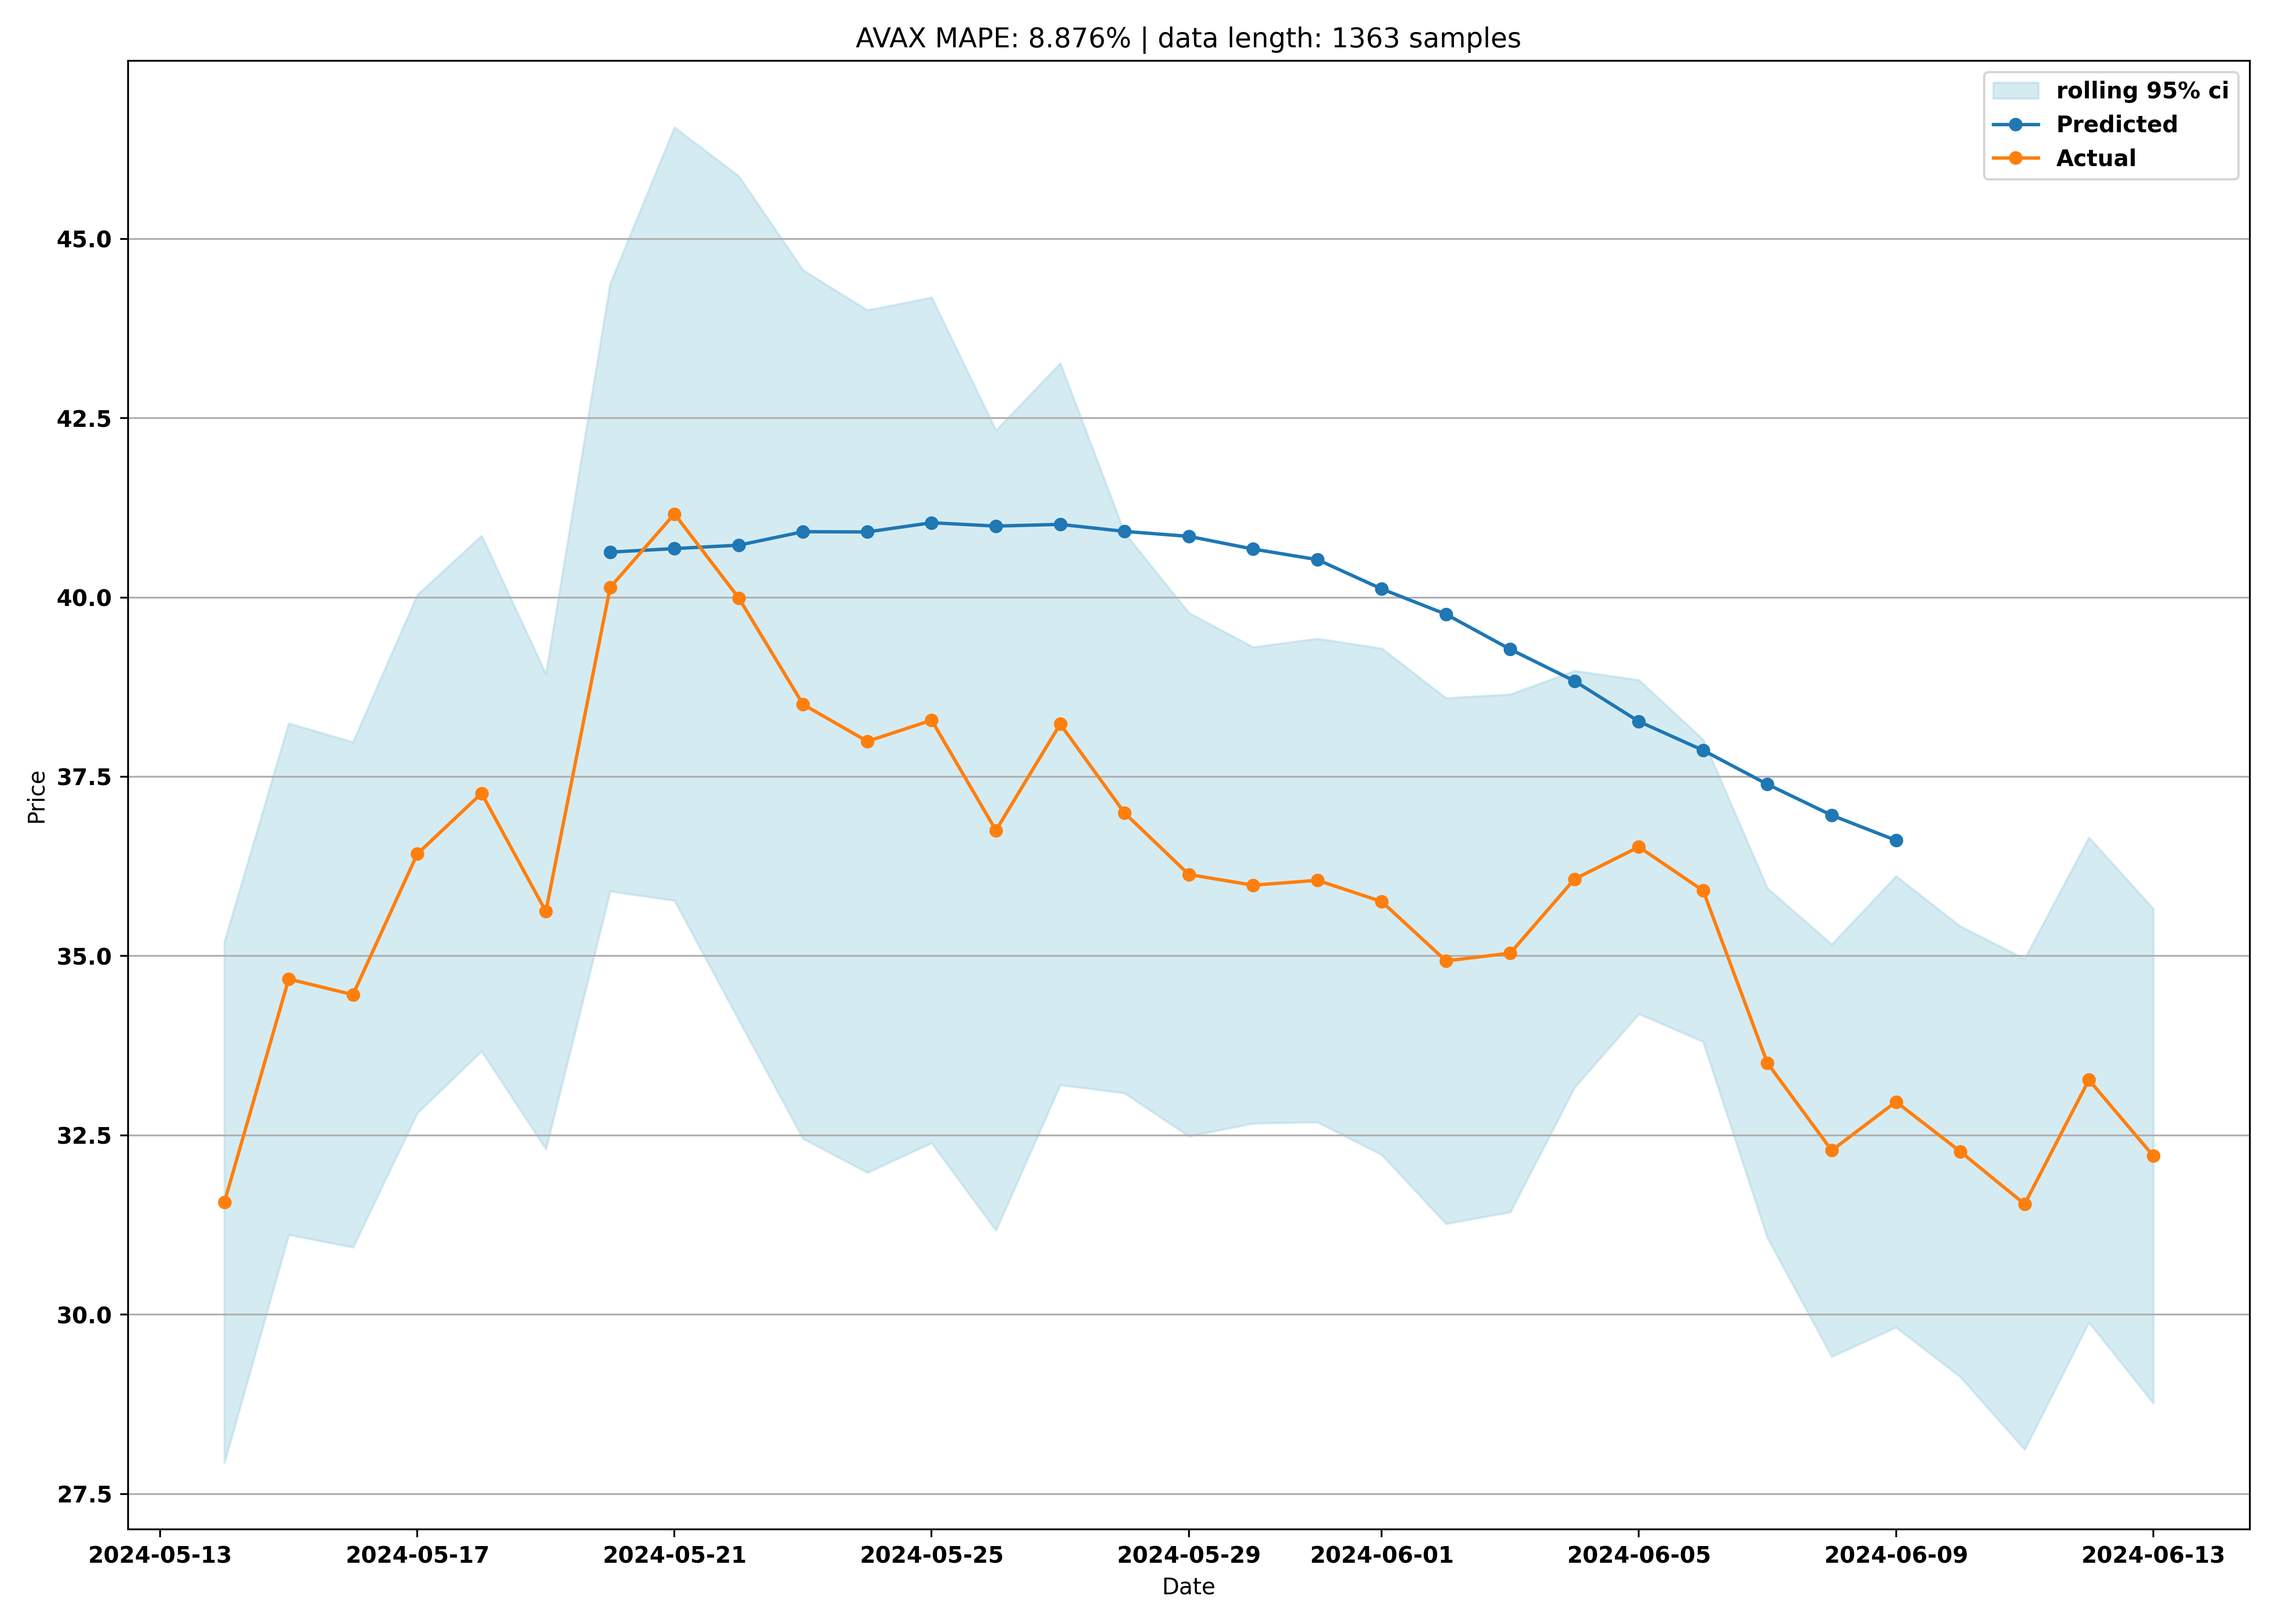 AVAX MAPE: 8.876% | data length: 1363 samples
rolling 95% ci
Predicted
Actual
Price
45.0
42.5
40.0
37.5
35.0
32.5
30.0
27.5
2024-05-13
2024-05-17
2024-05-21
2024-05-25
2024-05-29
2024-06-01
2024-06-05
2024-06-09
2024-06-13
Date